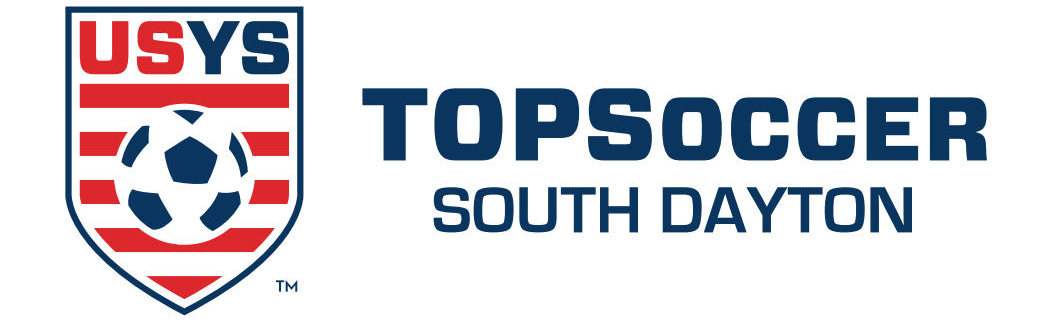 USYS
TOPSOCCER
SOUTH DAYTON
TM